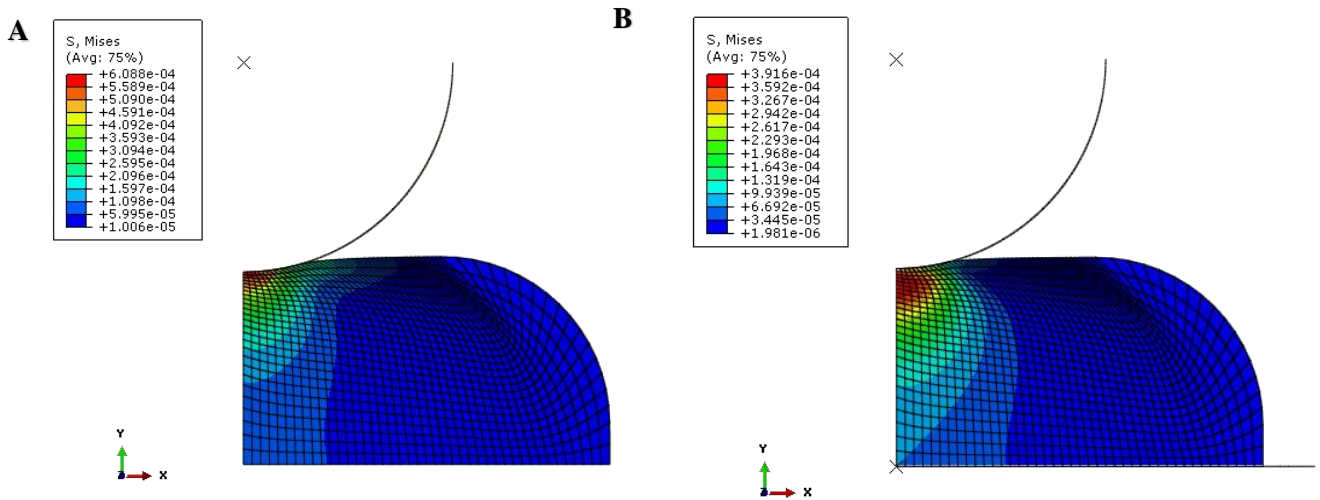 A
S, Mises
(Avg: 75%)
+6.088e-04
+5.589e-04
+5.090e-04
+4.591e-04
+4.092e-04
+3.593e-04
+3.094e-04
+2.595e-04
+2.096e-04
+1.597e-04
+1.098e-04
+5.995e-05
+1.006e-05
Y
Z
X
B
S, Mises
(Avg: 75%)
+3.916e-04
+3.592e-04
+3.267e-04
+2.942e-04
+2.617e-04
+2.293e-04
+1.968e-04
+1.643e-04
+1.319e-04
+9.939e-05
+6.692e-05
+3.445e-05
+1.981e-06
Y
Z
X